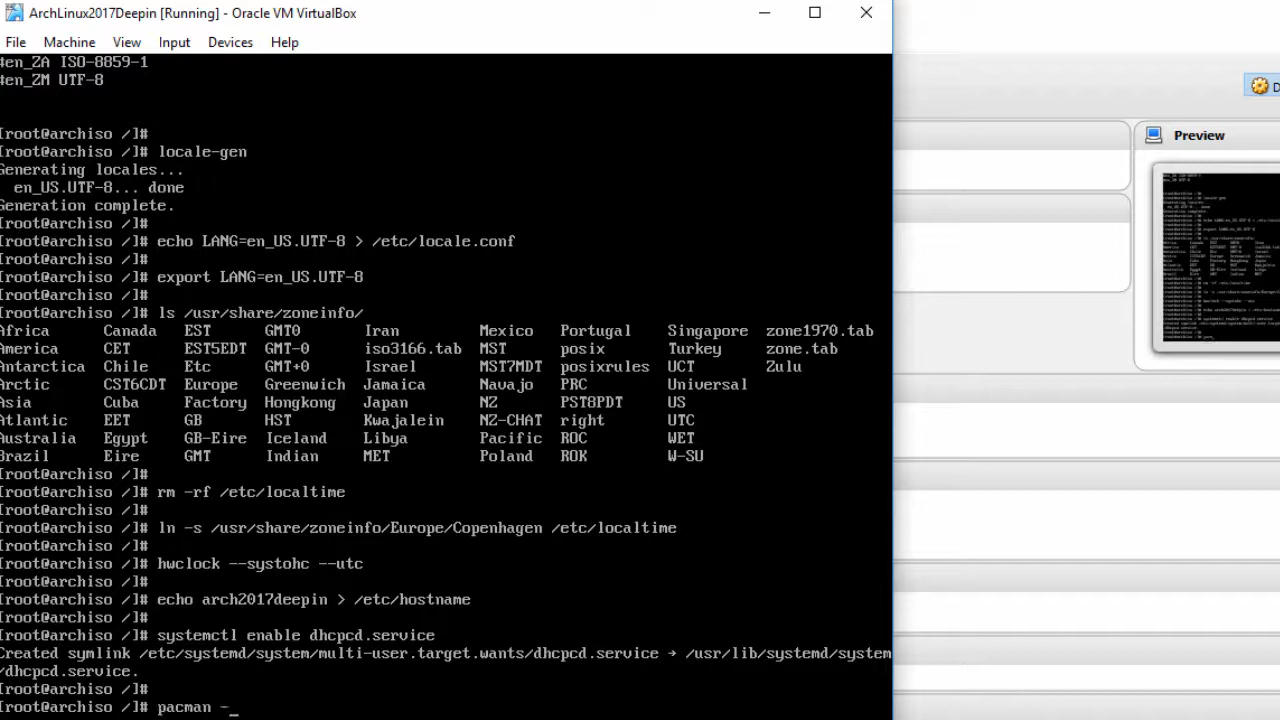 ArchLinux2017Deepin [Running] - Oracle VM VirtualBox
File Machine View Input Devices Help
#en_ZA ISO-8859-1
#en_ZM UTF-8
[root@archiso /]#
[root@archiso /]# locale-gen
Generating locales...
en_US.UTF-8... done
Generation complete.
[root@archiso /]#
[root@archiso /]# echo LANG=en_US.UTF-8 > /etc/locale.conf
[root@archiso /]#
[root@archiso /]# export LANG=en_US.UTF-8
[root@archiso /]#
[root@archiso /]# ls /usr/share/zoneinfo/
Africa Canada EST GMT0 Iran Mexico Portugal Singapore zone1970.tab
America CET EST5EDT GMT-0 iso3166.tab MST posix Turkey zone.tab
Antarctica Chile Etc GMT+0 Israel MST7MDT posixrules UCT Zulu
Arctic CST6CDT Europe Greenwich Jamaica Navajo PRC Universal
Asia Cuba Factory Hongkong Japan NZ PST8PDT US
Atlantic EET GB HST Kwajalein NZ-CHAT right UTC
Australia Egypt GB-Eire Iceland Libya Pacific ROC WET
Brazil Eire GMT Indian MET Poland ROK W-SU
[root@archiso /]#
[root@archiso /]# rm -rf /etc/localtime
[root@archiso /]#
[root@archiso /]# ln -s /usr/share/zoneinfo/Europe/Copenhagen /etc/localtime
[root@archiso /]#
[root@archiso /]# hwclock --systohc --utc
[root@archiso /]#
[root@archiso /]# echo arch2017deepin > /etc/hostname
[root@archiso /]#
[root@archiso /]# systemctl enable dhcpcd.service
Created symlink /etc/systemd/system/multi-user.target.wants/dhcpcd.service → /usr/lib/systemd/system
/dhcpcd.service.
[root@archiso /]#
[root@archiso /]# pacman -_
D
Preview